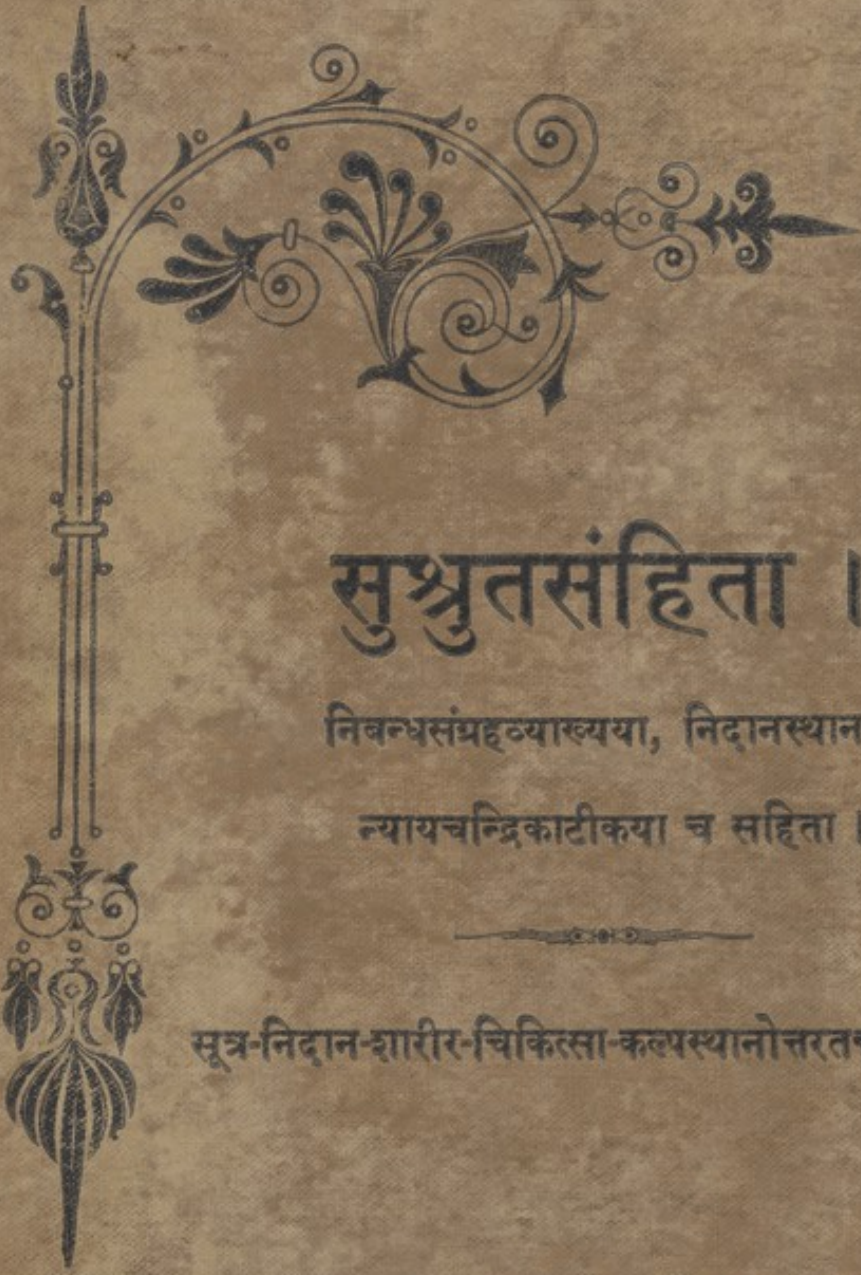 सुश्रुतसंहिता ।
निबन्धसंग्रहव्याख्यया, निदानस्थान
न्यायचन्द्रिकाटीकया च सहिता ।
सूत्र-निदान-शारीर-चिकित्सा-कल्पस्थानोत्तरत